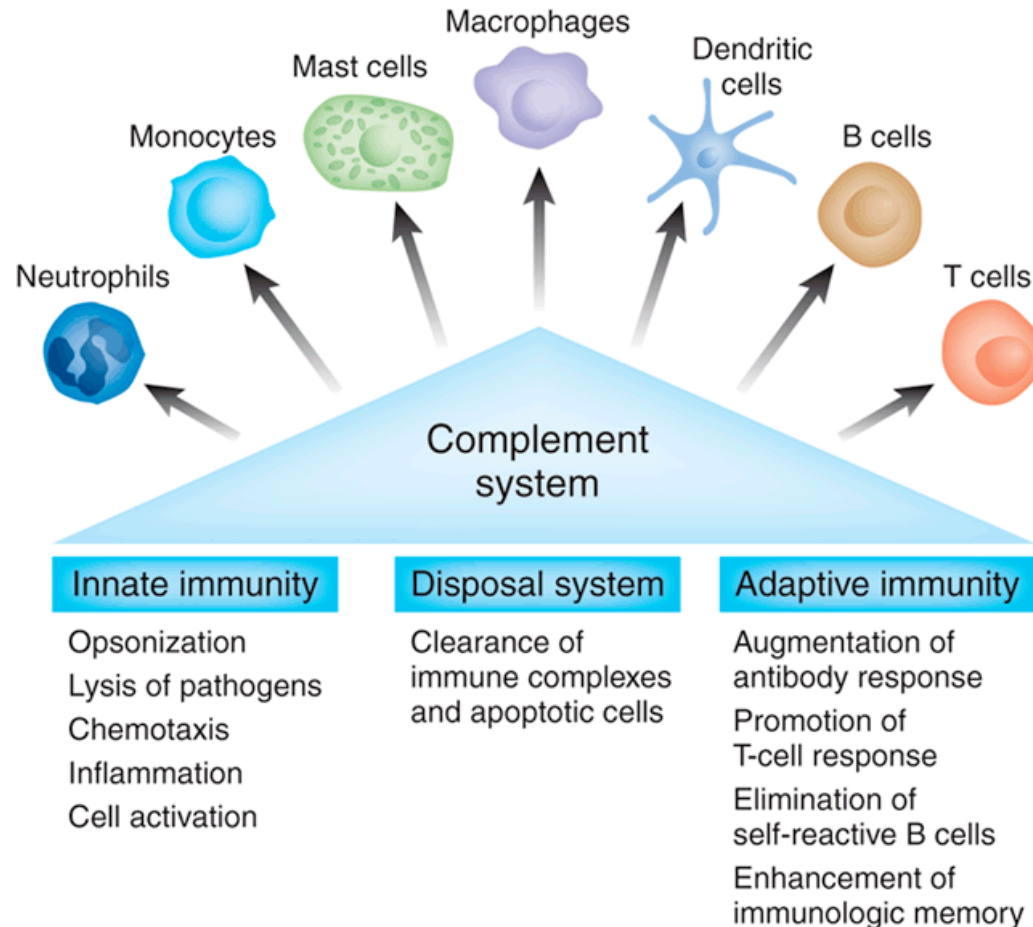 Macrophages
Mast cells
Dendritic
cells
Monocytes
B cells
Neutrophils
T cells
Complement
system
Innate immunity
Opsonization
Lysis of pathogens
Chemotaxis
Inflammation
Cell activation
Disposal system
Clearance of
immune complexes
and apoptotic cells
Adaptive immunity
Augmentation of
antibody response
Promotion of
T-cell response
Elimination of
self-reactive B cells
Enhancement of
immunologic memory